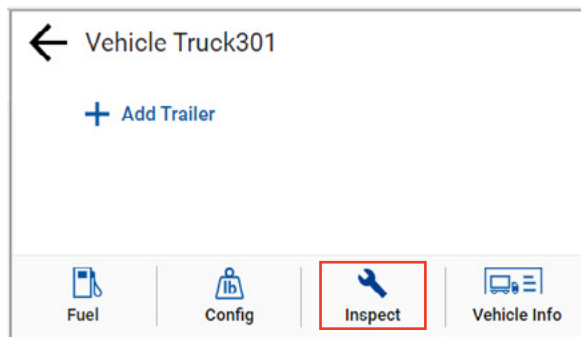 Vehicle Truck301
Add Trailer
lb
Fuel
Config
Inspect
Vehicle Info